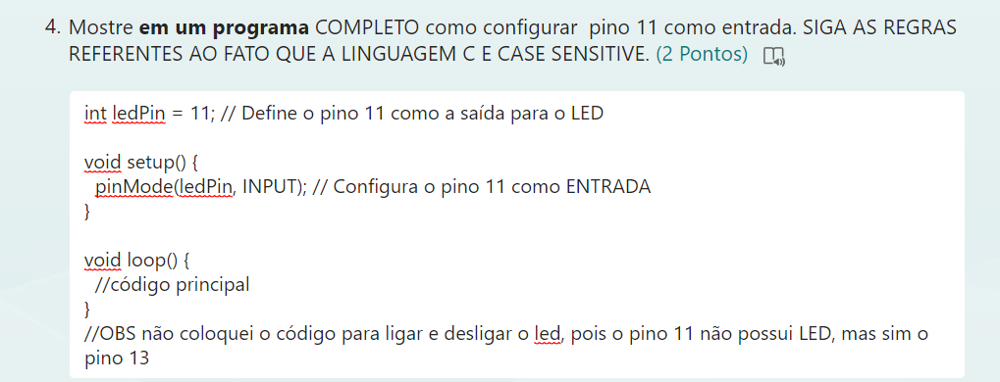 4. Mostre em um programa COMPLETO como configurar pino 11 como entrada. SIGA AS REGRAS
REFERENTES AO FATO QUE A LINGUAGEM C E CASE SENSITIVE. (2 Pontos)
int ledPin = 11; // Define o pino 11 como a saída para o LED
void setup() {
pinMode(ledPin, INPUT); // Configura o pino 11 como ENTRADA
}
void loop() {
//código principal
}
//OBS não coloquei o código para ligar e desligar o led, pois o pino 11 não possui LED, mas sim o
pino 13